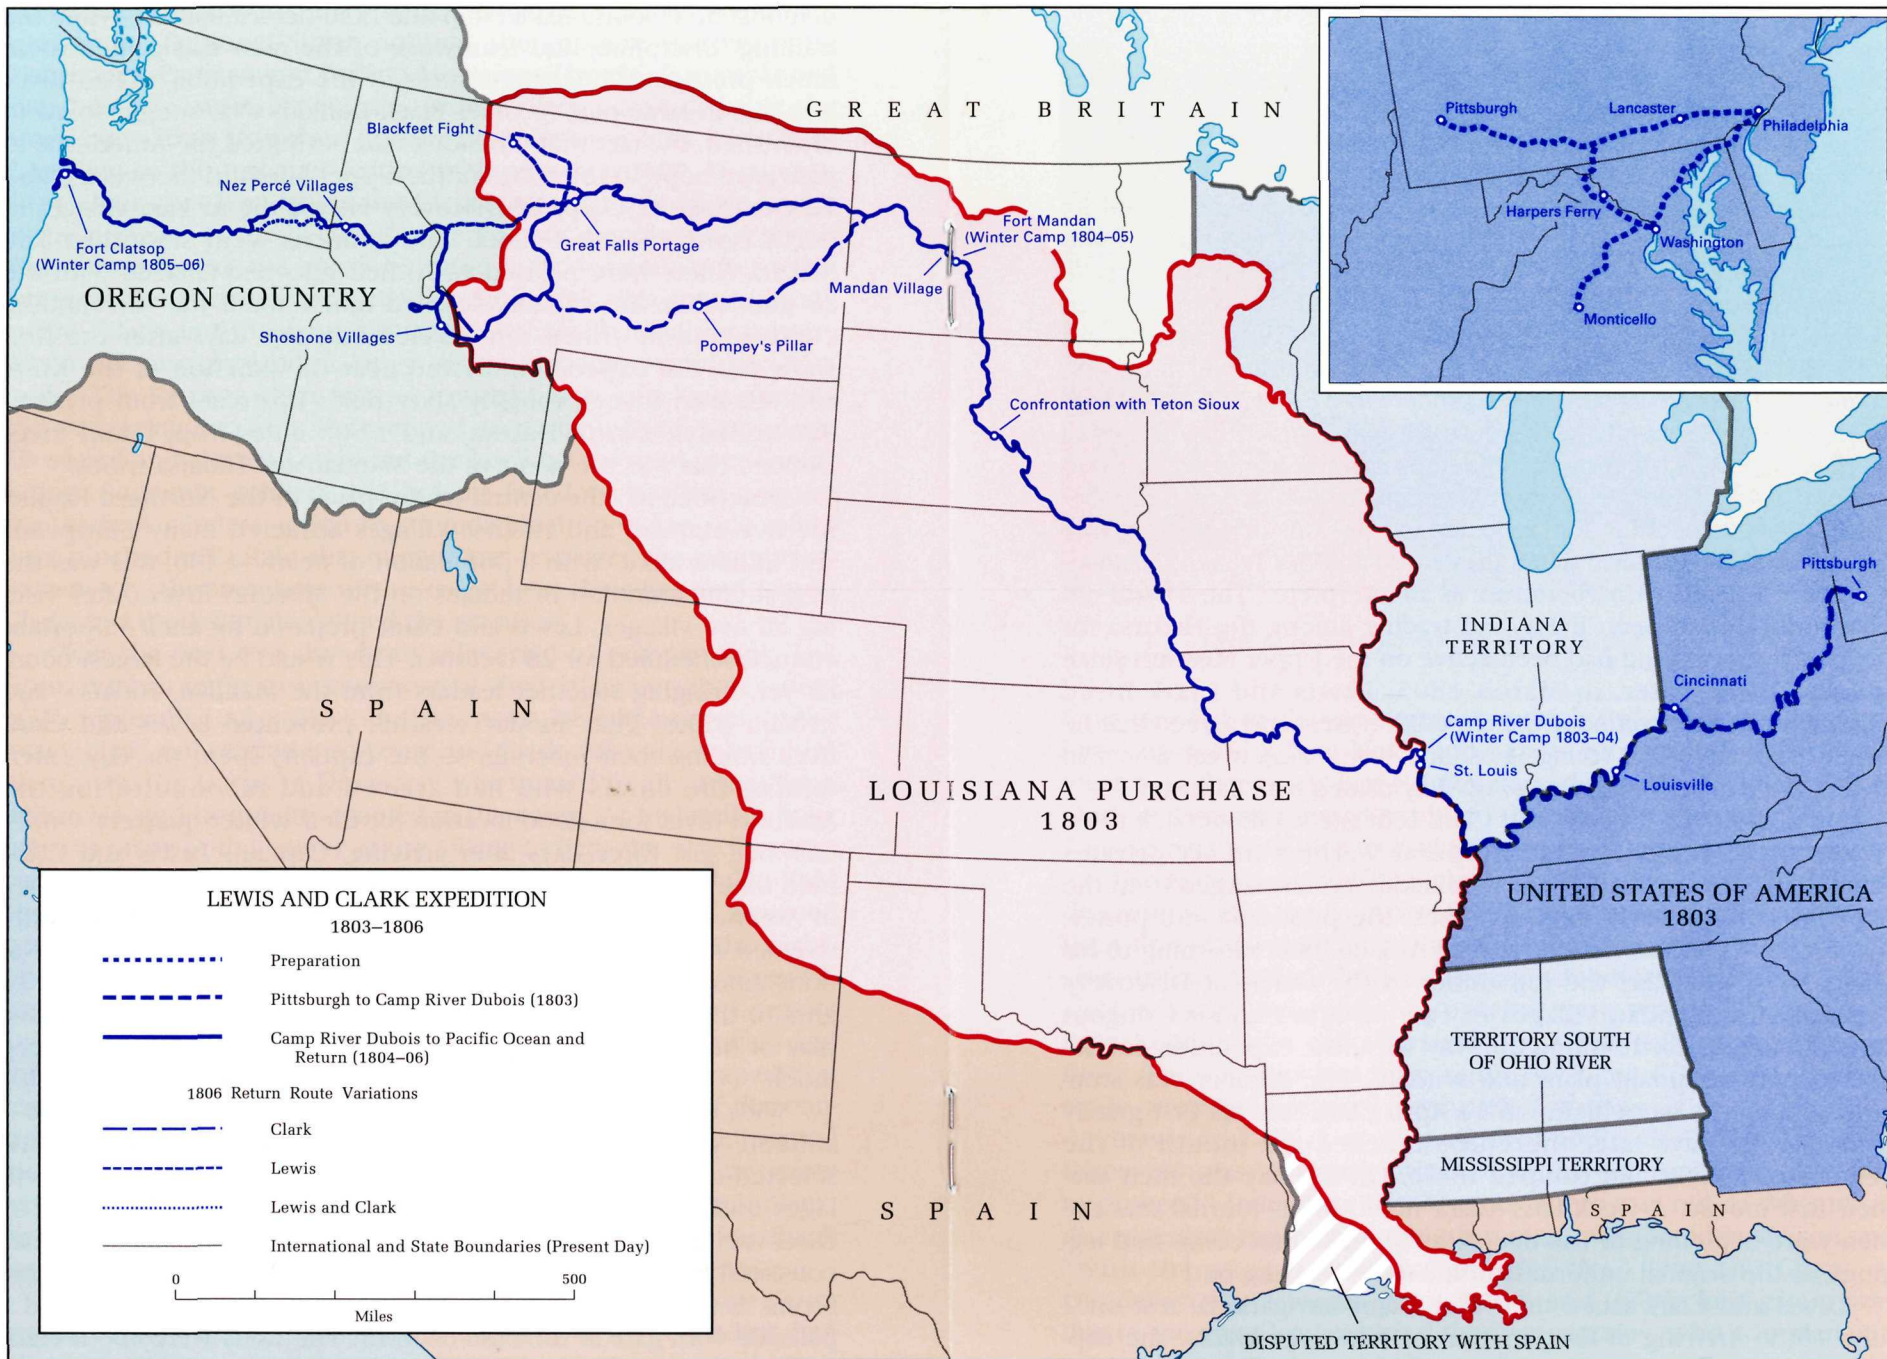 GREAT BRITAIN
Blackfeet Fight
Nez Percé Villages
Fort Clatsop
(Winter Camp 1805–06)
Great Falls Portage
Fort Mandan
(Winter Camp 1804–05)
Mandan Village
OREGON COUNTRY
Shoshone Villages
Pompey's Pillar
Confrontation with Teton Sioux
Pittsburgh
Lancaster
Philadelphia
Harpers Ferry
Washington
Monticello
Pittsburgh
INDIANA
TERRITORY
Cincinnati
SPAIN
Camp River Dubois
(Winter Camp 1803–04)
St. Louis
Louisville
LOUISIANA PURCHASE
1803
UNITED STATES OF AMERICA
1803
TERRITORY SOUTH
OF OHIO RIVER
MISSISSIPPI TERRITORY
SPAIN
SPAIN
DISPUTED TERRITORY WITH SPAIN
LEWIS AND CLARK EXPEDITION
1803–1806
Preparation
Pittsburgh to Camp River Dubois (1803)
Camp River Dubois to Pacific Ocean and
Return (1804–06)
1806 Return Route Variations
Clark
Lewis
Lewis and Clark
International and State Boundaries (Present Day)
0 500
Miles